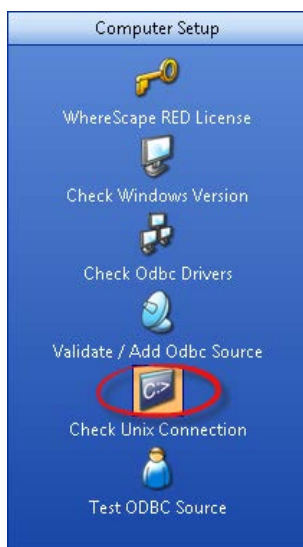 Computer Setup
WhereScape RED License
Check Windows Version
Check Odbc Drivers
Validate / Add Odbc Source
C:>
Check Unix Connection
Test ODBC Source